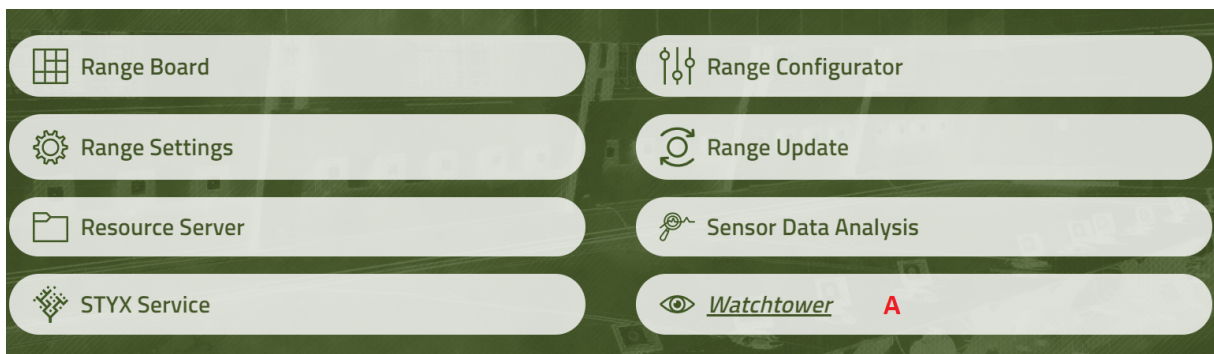 Range Board
Range Configurator
Range Settings
Range Update
Resource Server
Sensor Data Analysis
STYX Service
Watchtower A